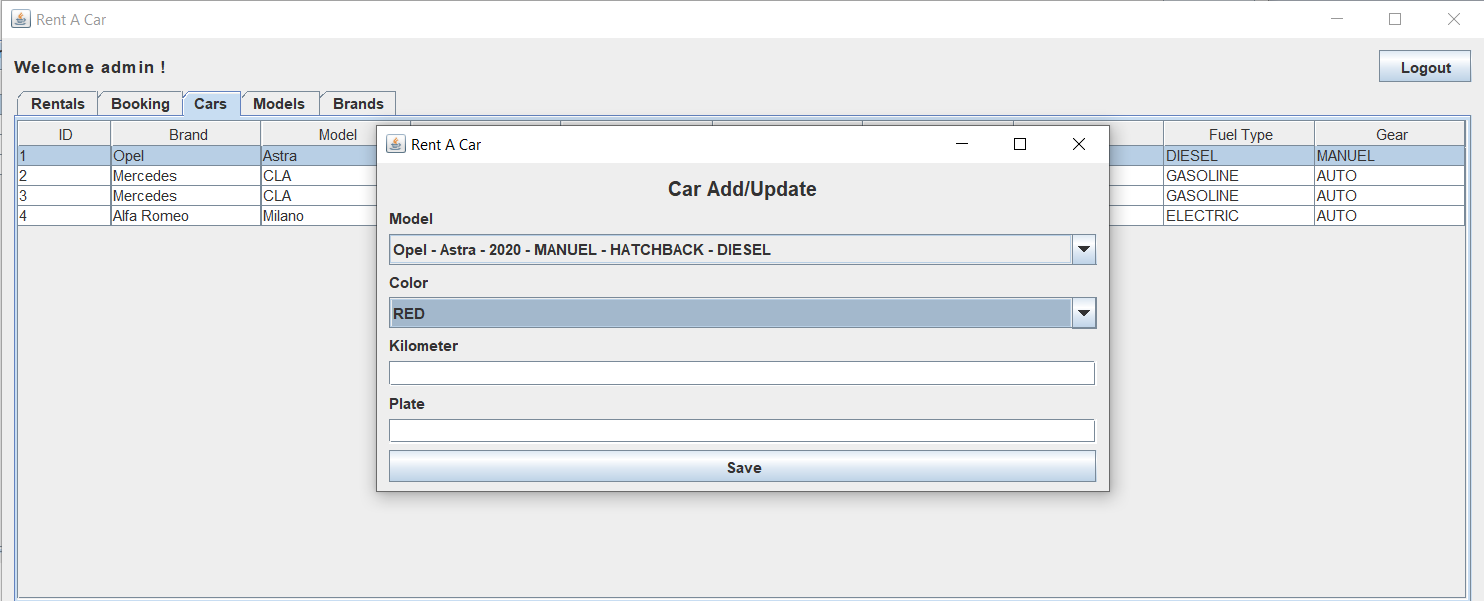 Rent A Car
Welcome admin !
Logout
Rentals Booking Cars Models Brands
ID Brand Model Fuel Type Gear
1 Opel Astra DIESEL MANUEL
2 Mercedes CLA GASOLINE AUTO
3 Mercedes CLA GASOLINE AUTO
4 Alfa Romeo Milano ELECTRIC AUTO
Rent A Car
Car Add/Update
Model
Opel - Astra - 2020 - MANUEL - HATCHBACK - DIESEL
Color
RED
Kilometer
Plate
Save